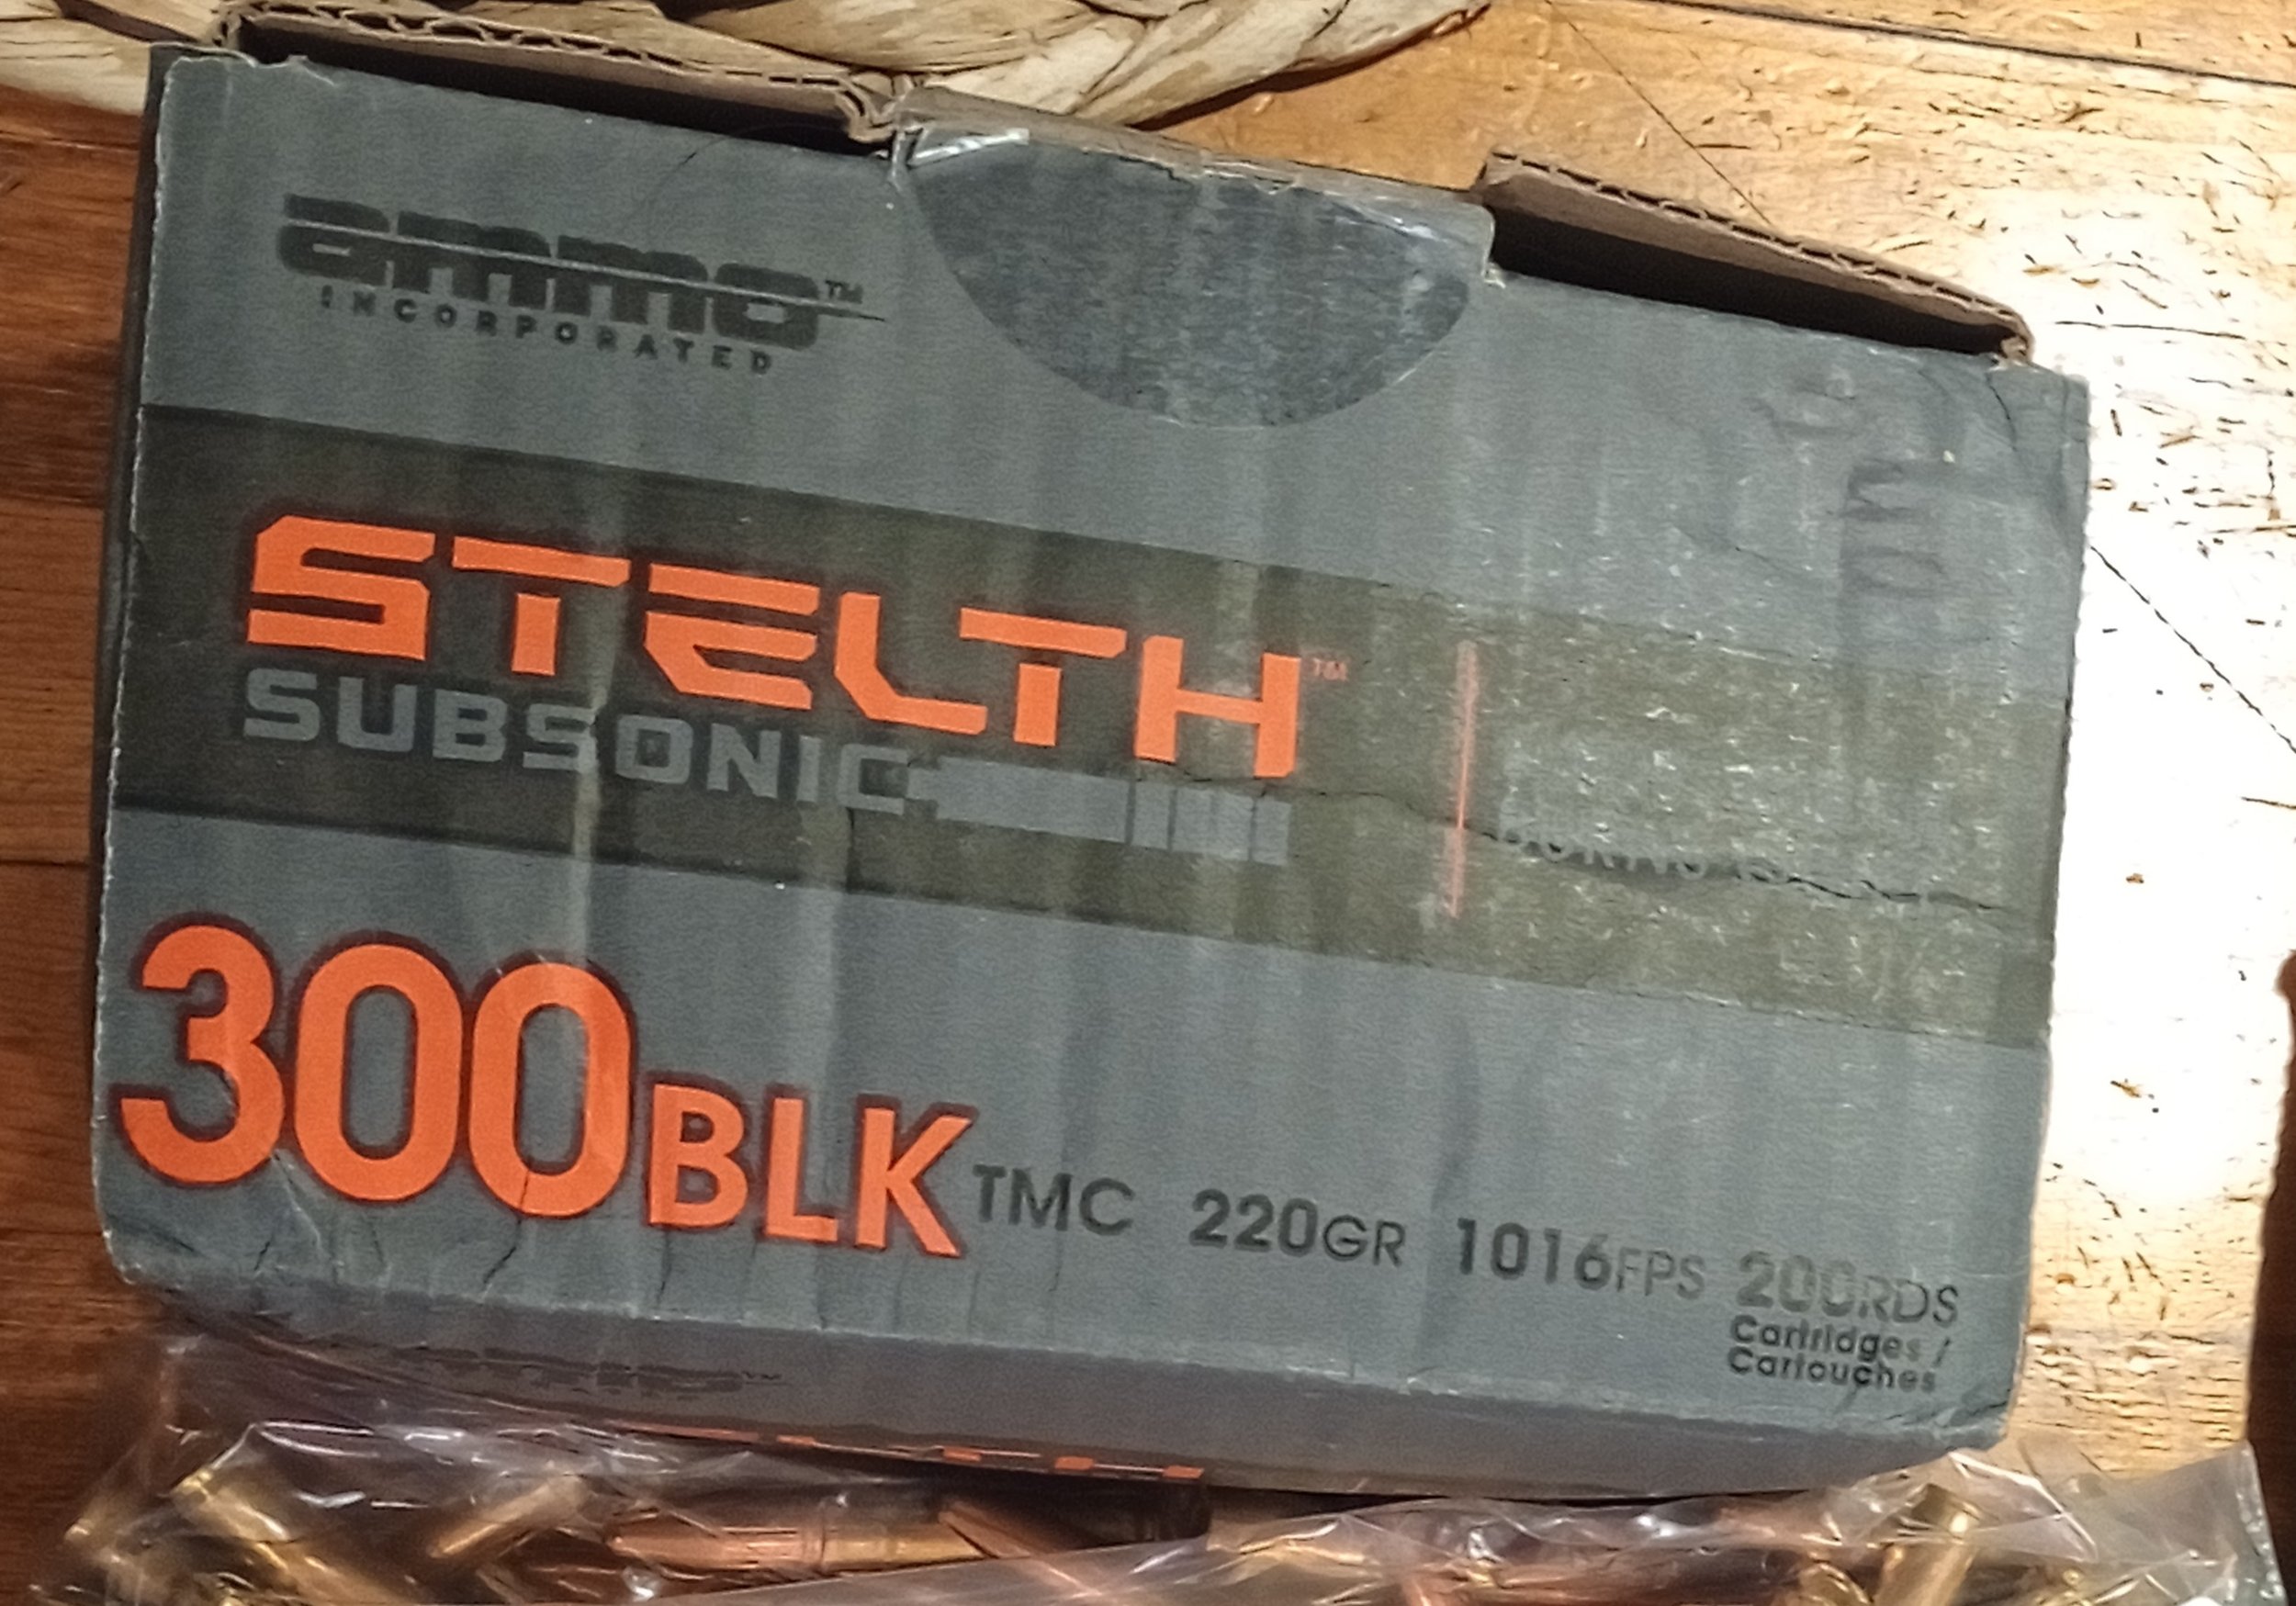 ammo™
INCORPORATED
STELTH™
SUBSONIC
300BLK TMC 220GR 1016FPS 200RDS
Cartridges /
Cartouches